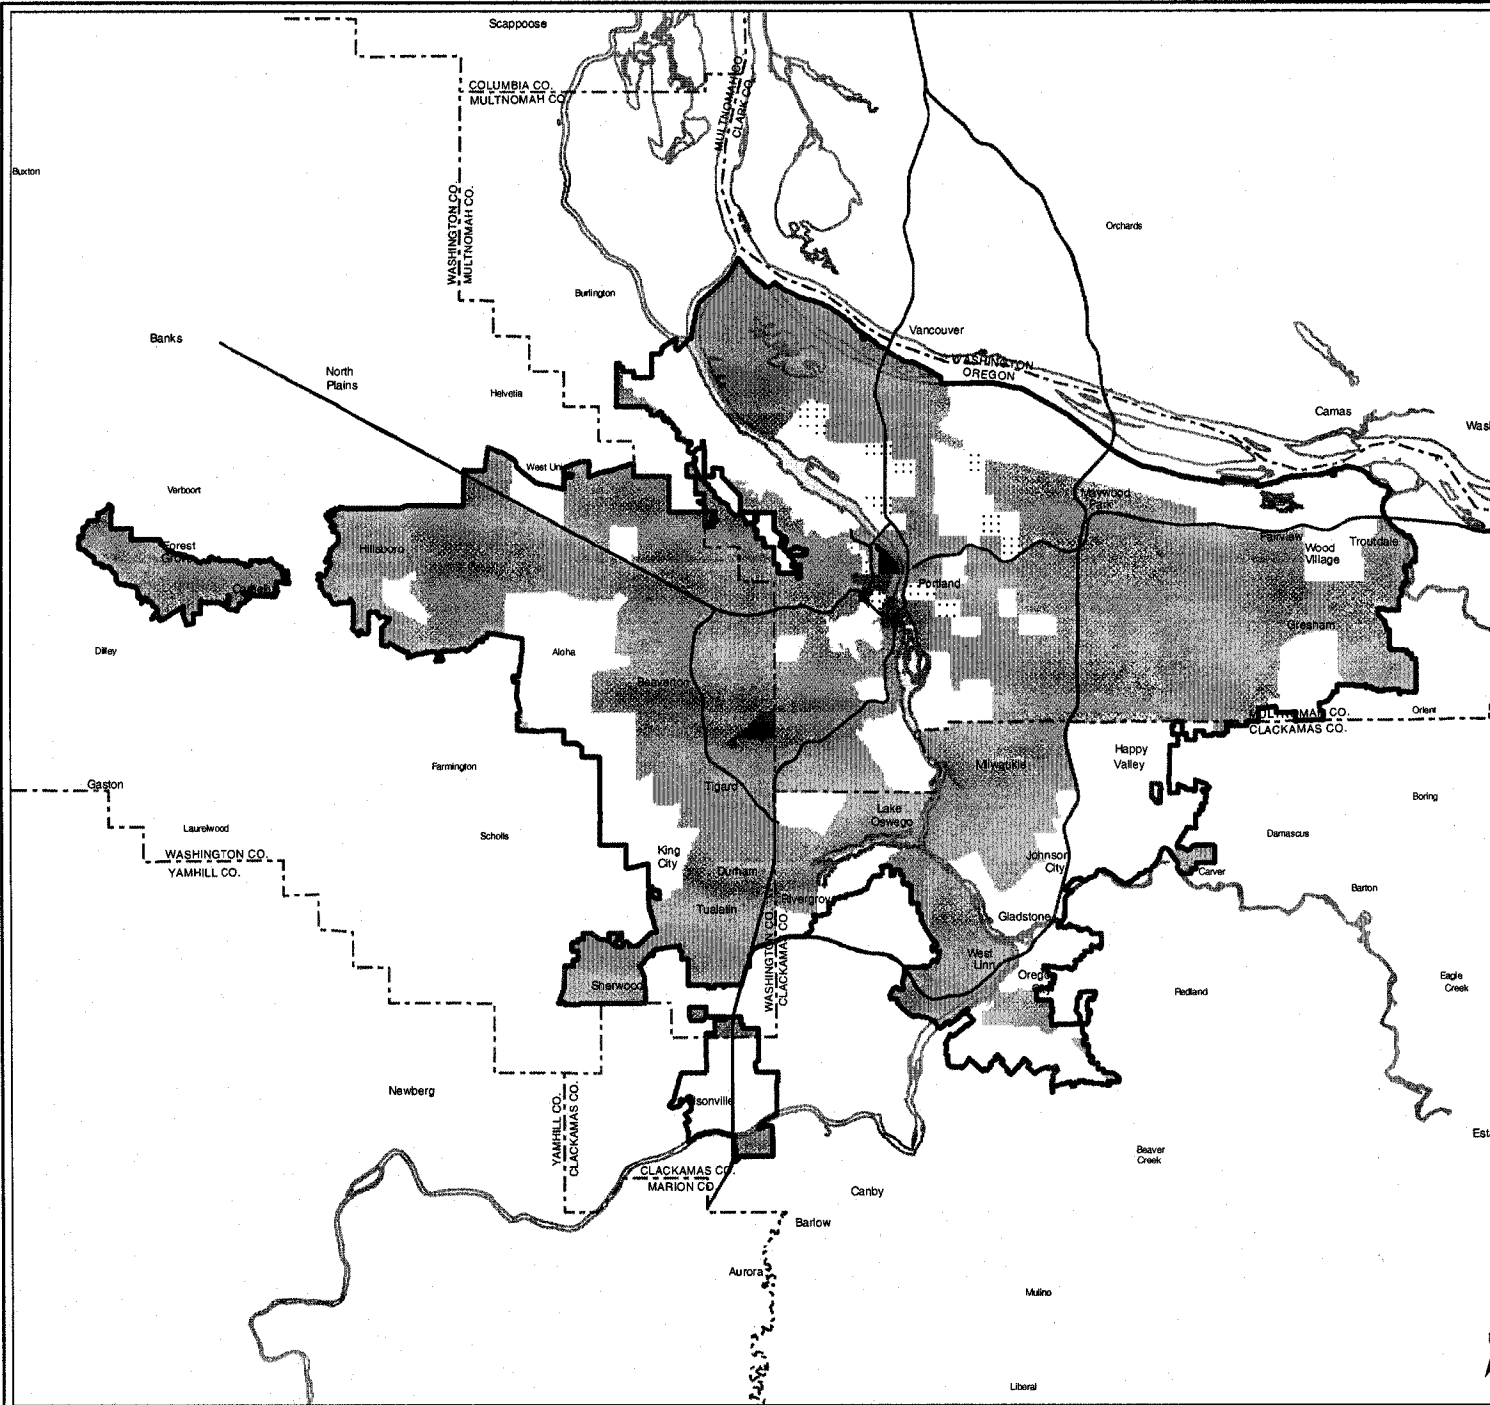 Scappoose
COLUMBIA CO.
MULTNOMAH CO.
MULTNOMAH CO.
CLARK CO.
Buxton
WASHINGTON CO.
MULTNOMAH CO.
Orchards
Burlington
Banks
Vancouver
WASHINGTON
OREGON
North
Plains
Helvetia
Camas
West
Verboort
Forest
Hillsboro
Fairview
Wood
Village
Troutdale
Portland
Gresham
Dilley
Aloha
Beaverton
Orient
MULTNOMAH CO.
CLACKAMAS CO.
Happy
Valley
Milwaukie
Farmington
Gaston
Tigard
Boring
Lake
Oswego
Laurelwood
Scholls
Damascus
WASHINGTON CO.
YAMHILL CO.
King
City
Johnson
City
Durham
Carver
Barton
Tualatin
Rivergrove
Gladstone
WASHINGTON CO.
CLACKAMAS CO.
West
Linn
Sherwood
Redland
Eagle
Creek
Newberg
YAMHILL CO.
CLACKAMAS CO.
Beaver
Creek
CLACKAMAS CO.
MARION CO.
Canby
Barlow
Aurora
Mulino
Liberal